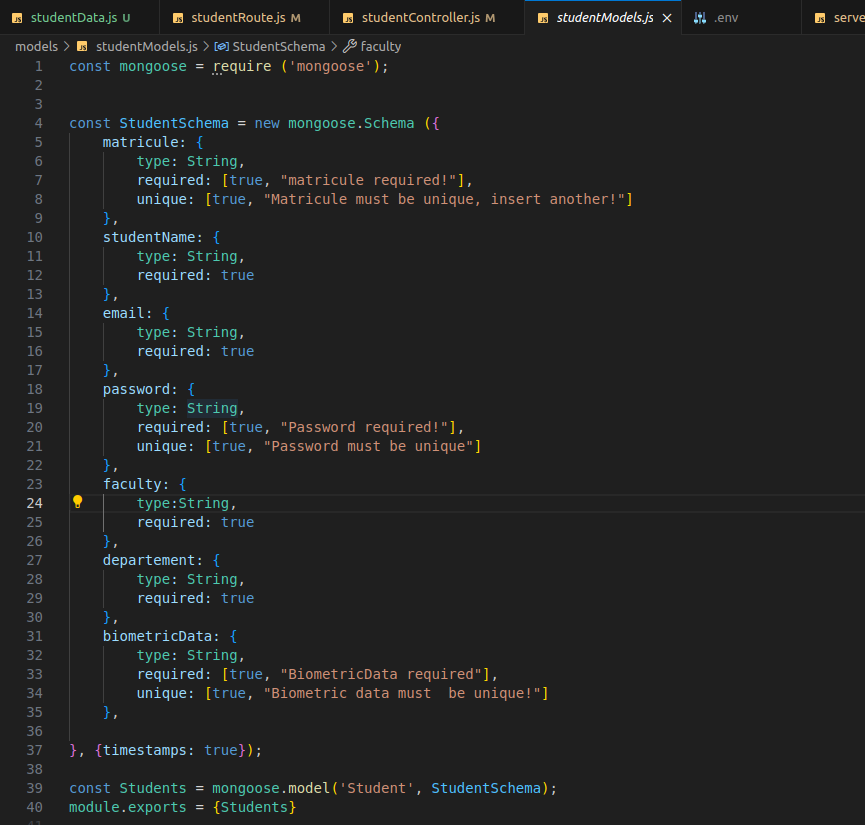 JS studentData.js U JS studentRoute.js M JS studentController.js M JS studentModels.js × .env JS serve
models > JS studentModels.js > StudentSchema > faculty
1 const mongoose = require ('mongoose');
2
3
4 const StudentSchema = new mongoose.Schema ({
5 matricule: {
6 type: String,
7 required: [true, "matricule required!"],
8 unique: [true, "Matricule must be unique, insert another!"]
9 },
10 studentName: {
11 type: String,
12 required: true
13 },
14 email: {
15 type: String,
16 required: true
17 },
18 password: {
19 type: String,
20 required: [true, "Password required!"],
21 unique: [true, "Password must be unique"]
22 },
23 faculty: {
24 type:String,
25 required: true
26 },
27 departement: {
28 type: String,
29 required: true
30 },
31 biometricData: {
32 type: String,
33 required: [true, "BiometricData required"],
34 unique: [true, "Biometric data must  be unique!"]
35 },
36
37 }, {timestamps: true});
38
39 const Students = mongoose.model('Student', StudentSchema);
40 module.exports = {Students}
41